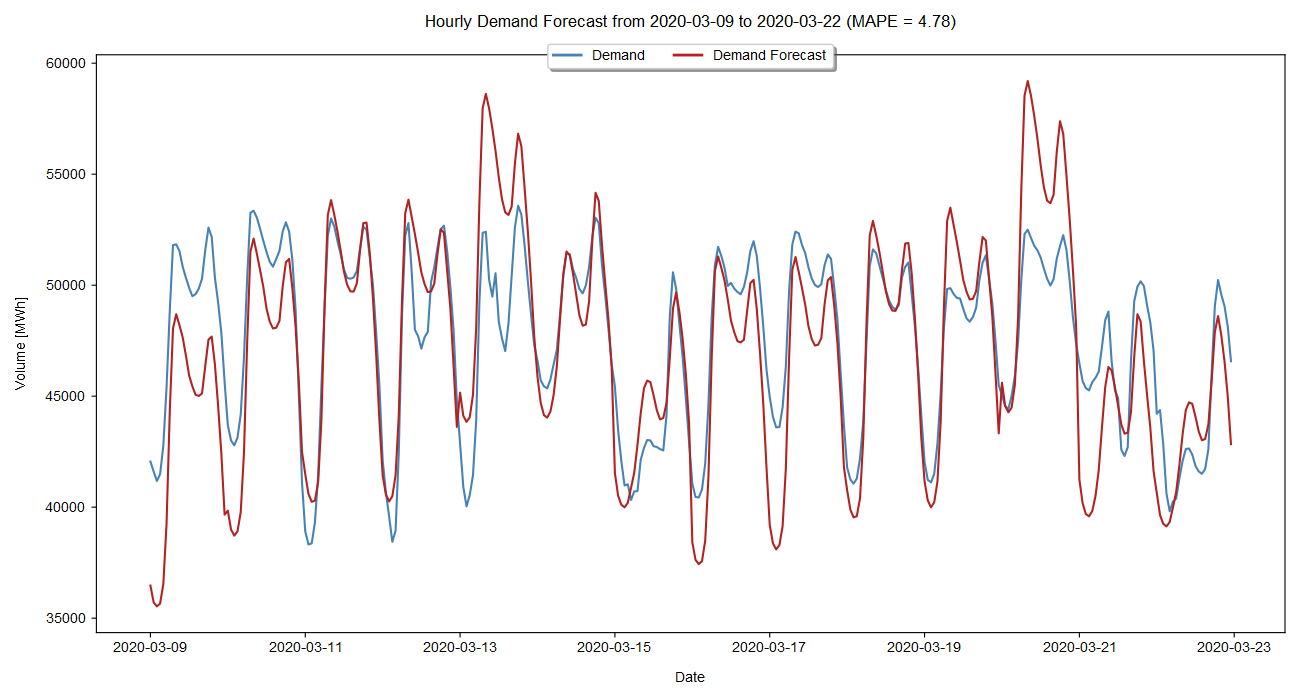 Hourly Demand Forecast from 2020-03-09 to 2020-03-22 (MAPE = 4.78)
Demand Demand Forecast
60000
55000
50000
45000
40000
35000
Volume [MWh]
2020-03-09 2020-03-11 2020-03-13 2020-03-15 2020-03-17 2020-03-19 2020-03-21 2020-03-23
Date